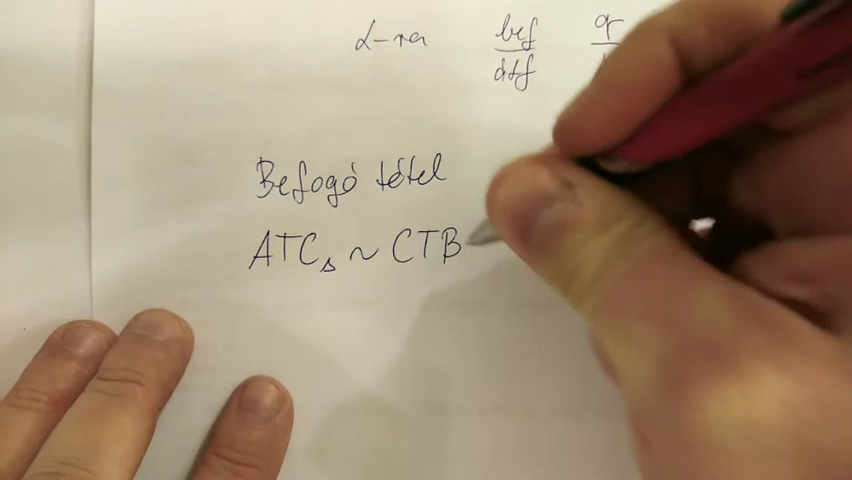 α-ra bef/átf q
Befogó tétel
ATC△ ~ CTB